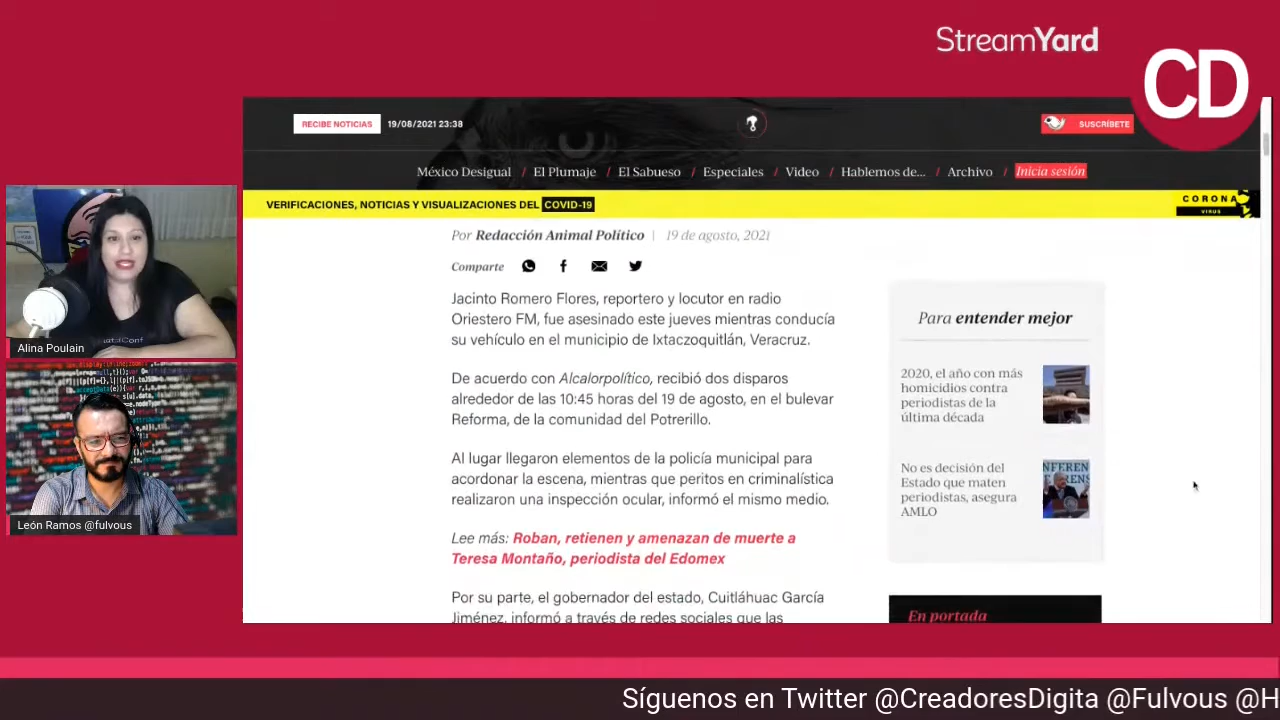 StreamYard
CD
RECIBE NOTICIAS 19/08/2021 23:38
SUSCRÍBETE
México Desigual / El Plumaje / El Sabueso / Especiales / Video / Hablemos de... / Archivo / Inicia sesión
VERIFICACIONES, NOTICIAS Y VISUALIZACIONES DEL COVID-19
CORONA
VIRUS
Por Redacción Animal Político | 19 de agosto, 2021
Comparte
Jacinto Romero Flores, reportero y locutor en radio
Oriestero FM, fue asesinado este jueves mientras conducía
su vehículo en el municipio de Ixtaczoquitlán, Veracruz.
De acuerdo con Alcalorpolítico, recibió dos disparos
alrededor de las 10:45 horas del 19 de agosto, en el bulevar
Reforma, de la comunidad del Potrerillo.
Al lugar llegaron elementos de la policía municipal para
acordonar la escena, mientras que peritos en criminalística
realizaron una inspección ocular, informó el mismo medio.
Lee más: Roban, retienen y amenazan de muerte a
Teresa Montaño, periodista del Edomex
Por su parte, el gobernador del estado, Cuitláhuac García
Jiménez, informó a través de redes sociales que las
Para entender mejor
2020, el año con más
homicidios contra
periodistas de la
última década
No es decisión del
Estado que maten
periodistas, asegura
AMLO
En portada
Alina Poulain
León Ramos @fulvous
Síguenos en Twitter @CreadoresDigita @Fulvous @H